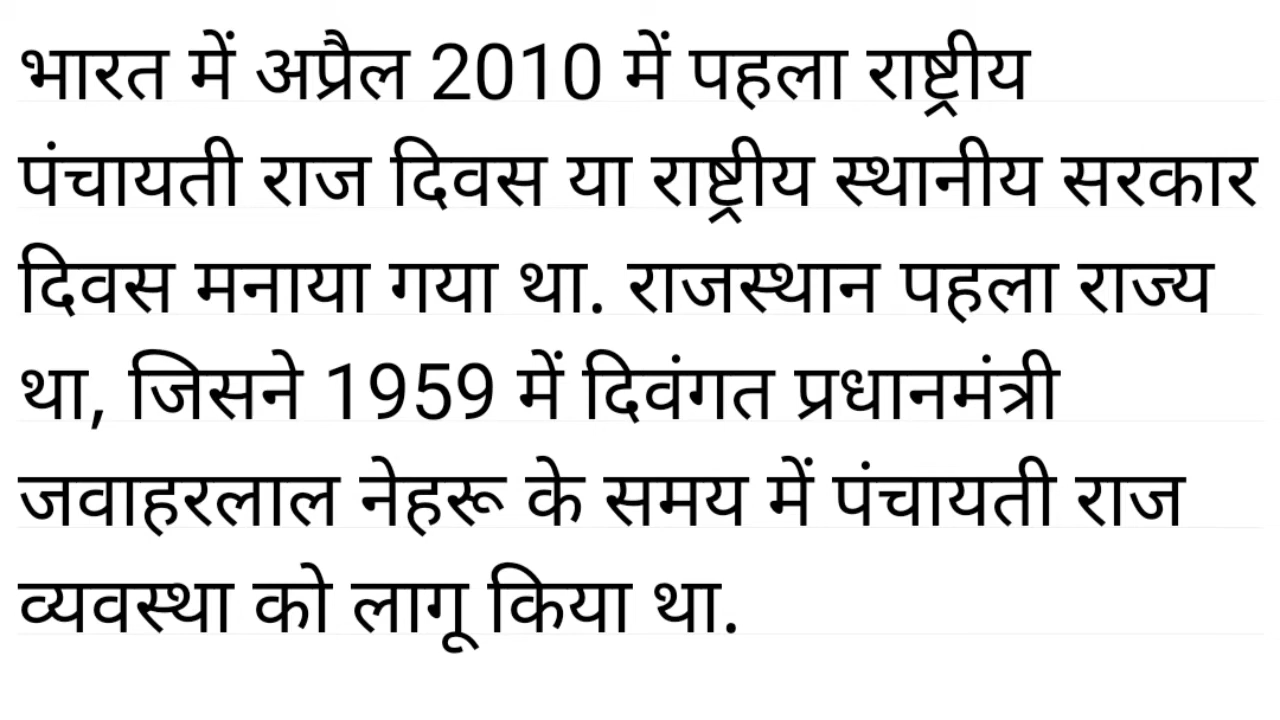 भारत में अप्रैल 2010 में पहला राष्ट्रीय
पंचायती राज दिवस या राष्ट्रीय स्थानीय सरकार
दिवस मनाया गया था. राजस्थान पहला राज्य
था, जिसने 1959 में दिवंगत प्रधानमंत्री
जवाहरलाल नेहरू के समय में पंचायती राज
व्यवस्था को लागू किया था.